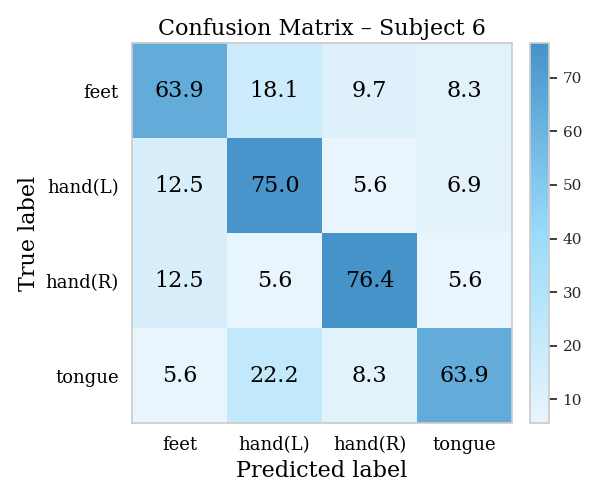 Confusion Matrix – Subject 6
feet 63.9 18.1 9.7 8.3
hand(L) 12.5 75.0 5.6 6.9
hand(R) 12.5 5.6 76.4 5.6
tongue 5.6 22.2 8.3 63.9
feet hand(L) hand(R) tongue
Predicted label
True label
70
60
50
40
30
20
10